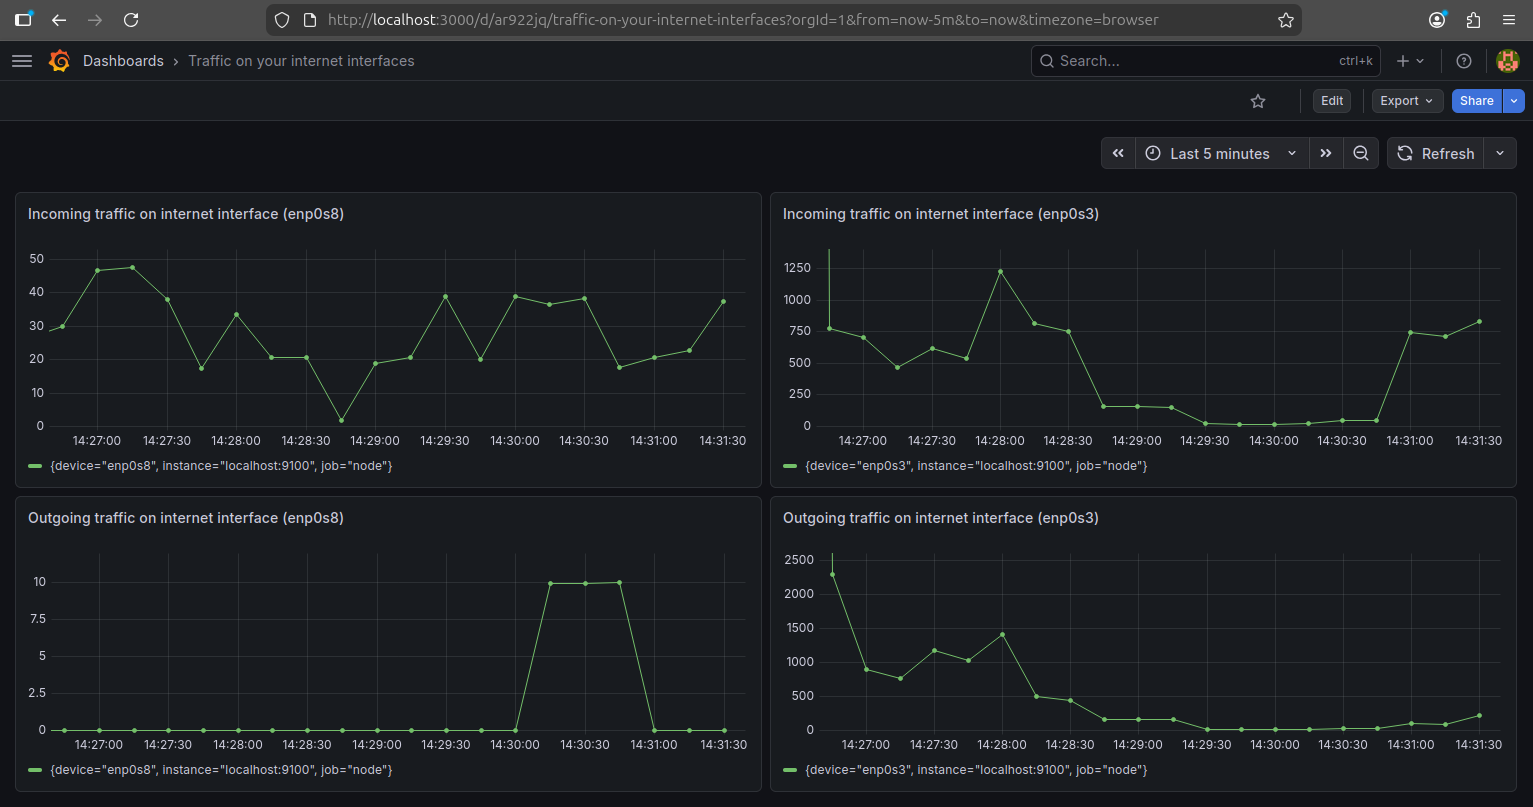 http://localhost:3000/d/ar922jq/traffic-on-your-internet-interfaces?orgId=1&from=now-5m&to=now&timezone=browser
Dashboards › Traffic on your internet interfaces
Search... ctrl+k
Edit Export Share
Last 5 minutes Refresh
Incoming traffic on internet interface (enp0s8)
50
40
30
20
10
0
14:27:00 14:27:30 14:28:00 14:28:30 14:29:00 14:29:30 14:30:00 14:30:30 14:31:00 14:31:30
{device="enp0s8", instance="localhost:9100", job="node"}
Incoming traffic on internet interface (enp0s3)
1250
1000
750
500
250
0
14:27:00 14:27:30 14:28:00 14:28:30 14:29:00 14:29:30 14:30:00 14:30:30 14:31:00 14:31:30
{device="enp0s3", instance="localhost:9100", job="node"}
Outgoing traffic on internet interface (enp0s8)
10
7.5
5
2.5
0
14:27:00 14:27:30 14:28:00 14:28:30 14:29:00 14:29:30 14:30:00 14:30:30 14:31:00 14:31:30
{device="enp0s8", instance="localhost:9100", job="node"}
Outgoing traffic on internet interface (enp0s3)
2500
2000
1500
1000
500
0
14:27:00 14:27:30 14:28:00 14:28:30 14:29:00 14:29:30 14:30:00 14:30:30 14:31:00 14:31:30
{device="enp0s3", instance="localhost:9100", job="node"}